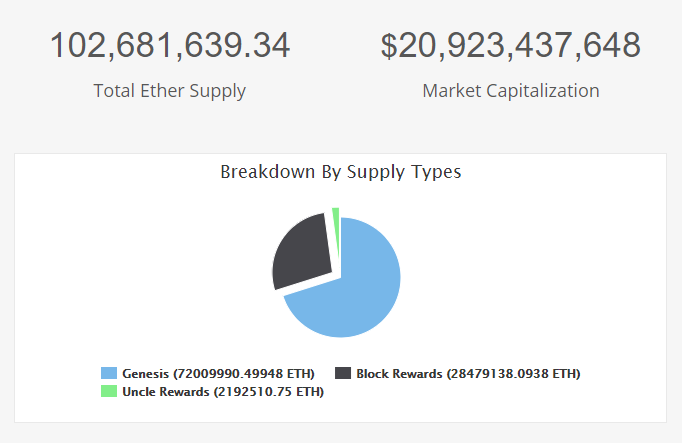 102,681,639.34
$20,923,437,648
Total Ether Supply
Market Capitalization
Breakdown By Supply Types
Genesis (72009990.49948 ETH)
Block Rewards (28479138.0938 ETH)
Uncle Rewards (2192510.75 ETH)